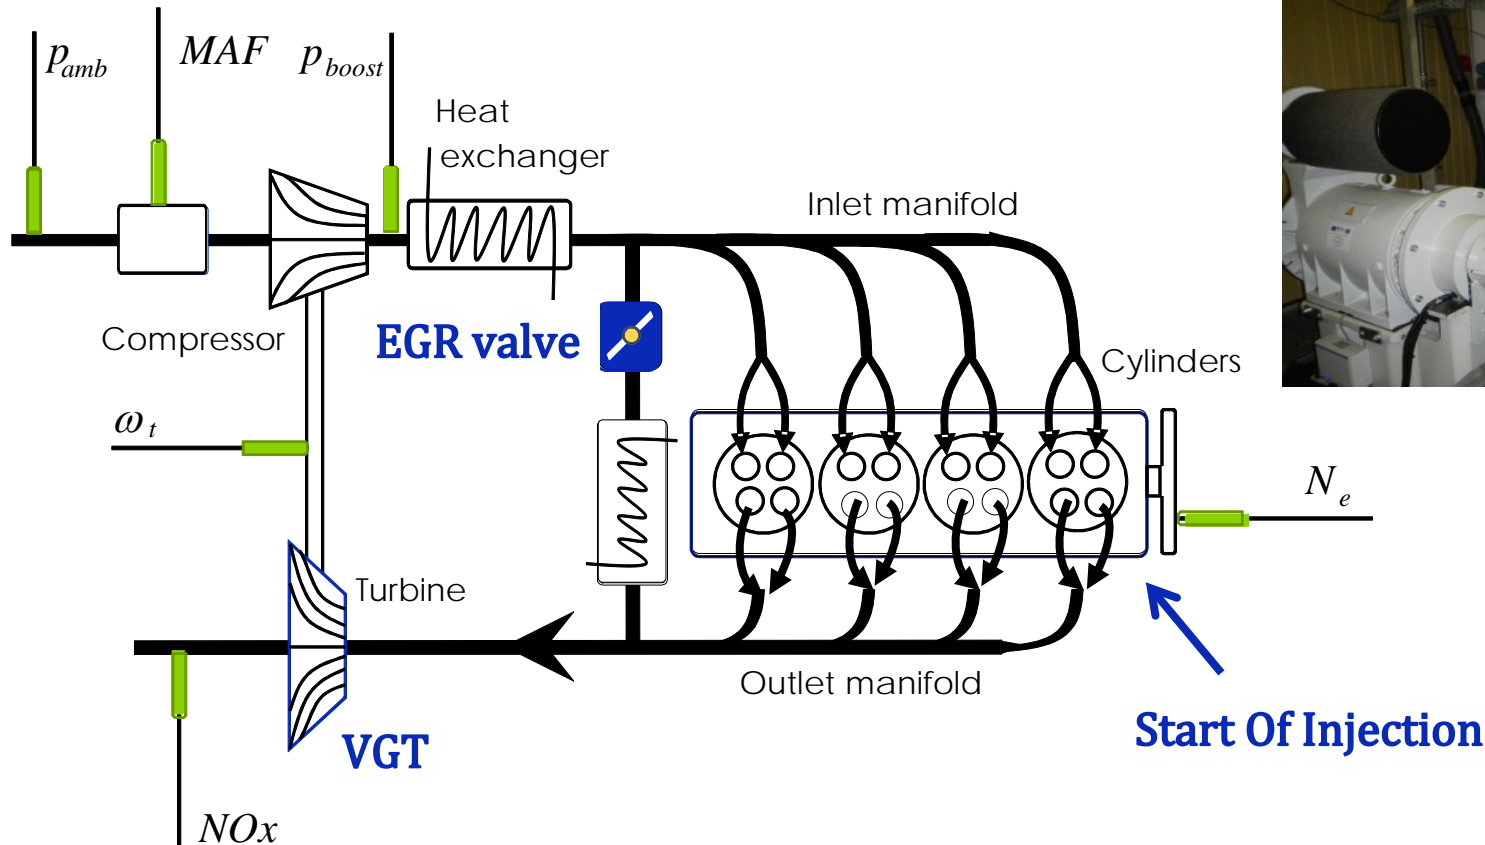 p_amb
MAF
p_boost
Heat
exchanger
Inlet manifold
Compressor
EGR valve
Cylinders
ω_t
N_e
Turbine
Outlet manifold
VGT
Start Of Injection
NOx